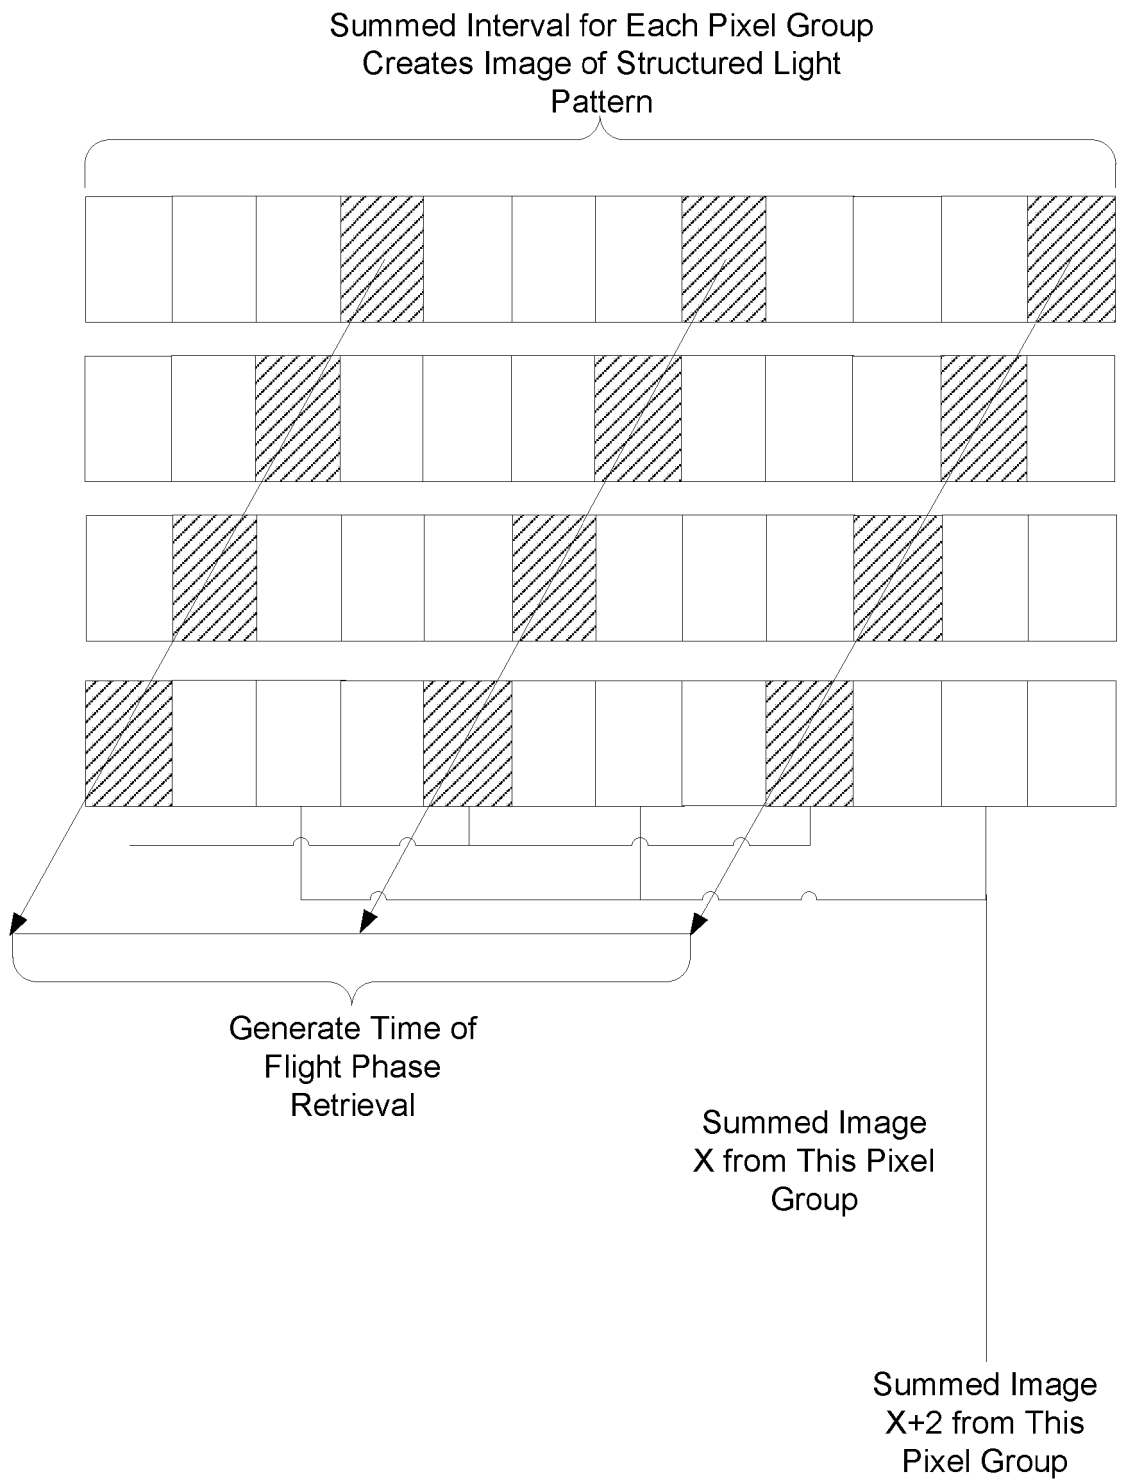 Summed Interval for Each Pixel Group
Creates Image of Structured Light
Pattern
Generate Time of
Flight Phase
Retrieval
Summed Image
X from This Pixel
Group
Summed Image
X+2 from This
Pixel Group